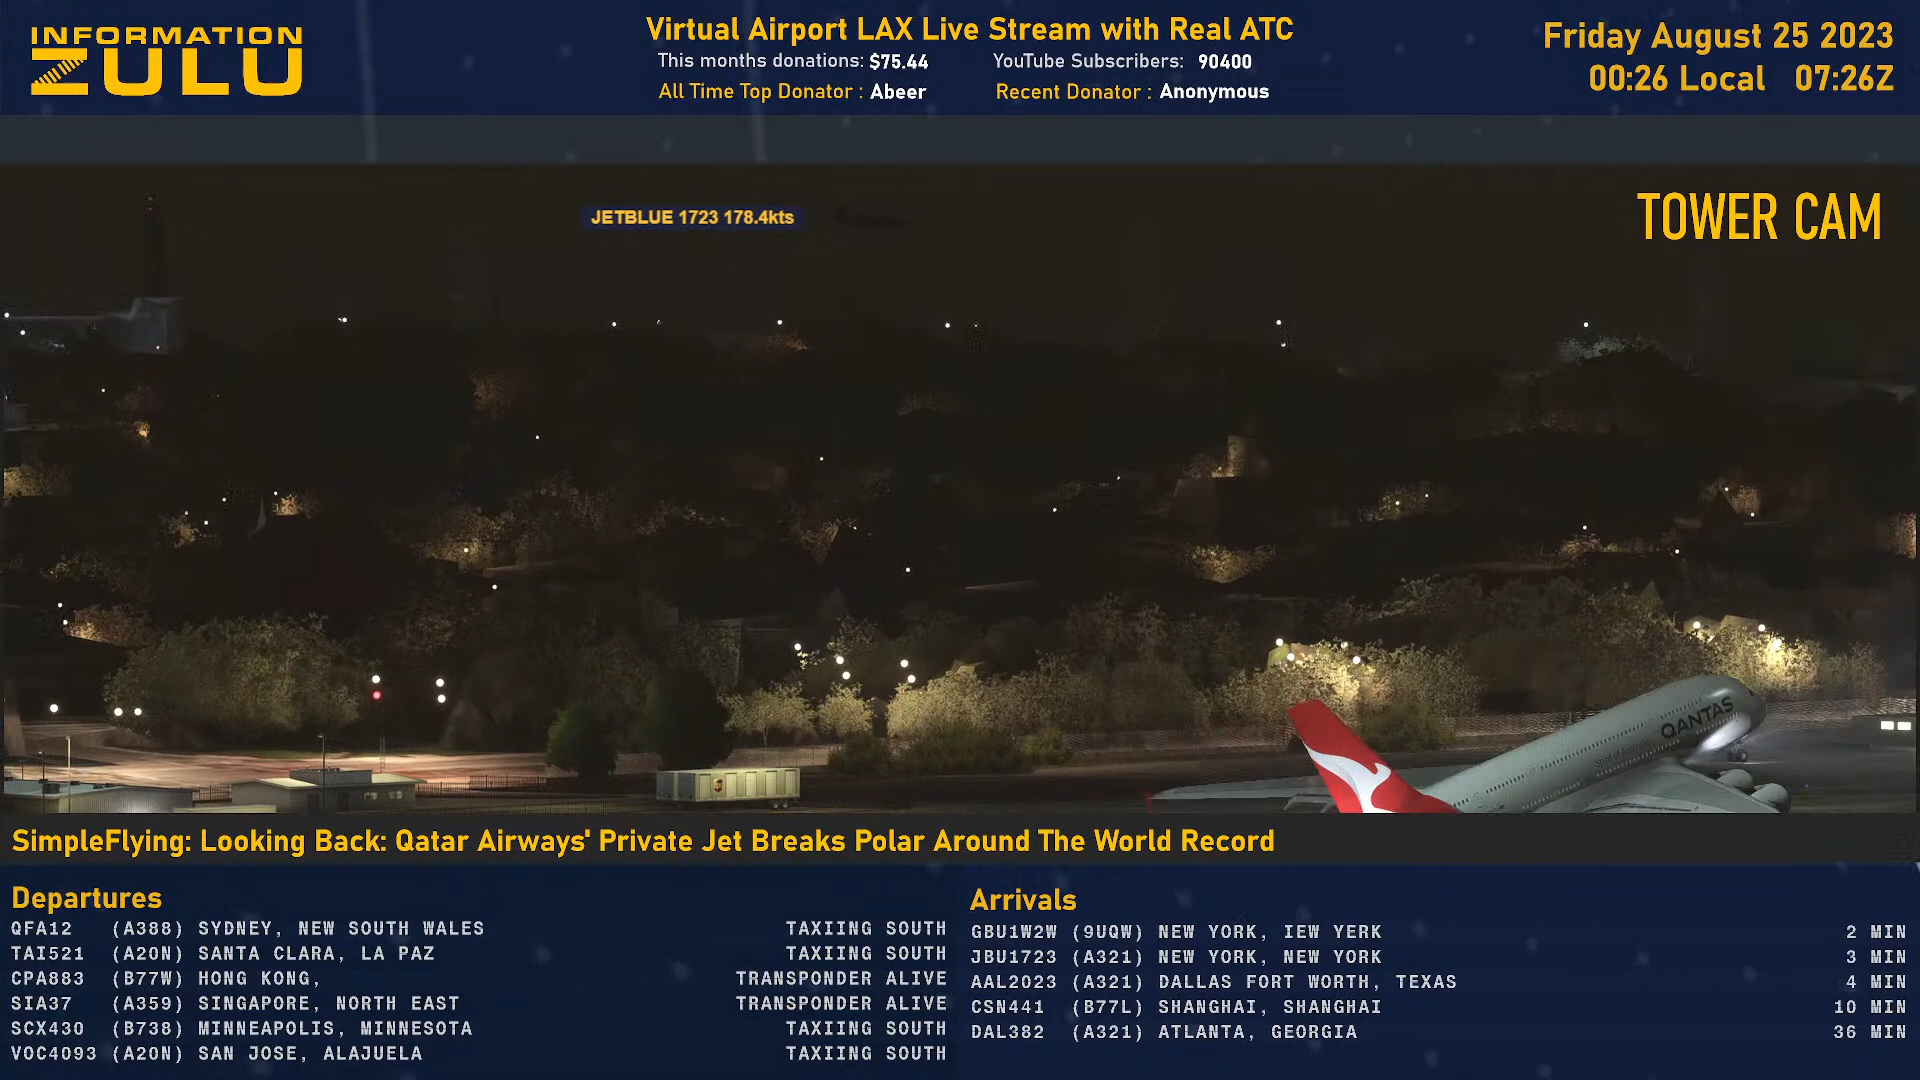 INFORMATION
ZULU
Virtual Airport LAX Live Stream with Real ATC
This months donations: $75.44 YouTube Subscribers: 90400
All Time Top Donator : Abeer Recent Donator : Anonymous
Friday August 25 2023
00:26 Local 07:26Z
JETBLUE 1723 178.4kts
TOWER CAM
QANTAS
SimpleFlying: Looking Back: Qatar Airways' Private Jet Breaks Polar Around The World Record
Departures
QFA12 (A388) SYDNEY, NEW SOUTH WALES TAXIING SOUTH
TAI521 (A20N) SANTA CLARA, LA PAZ TAXIING SOUTH
CPA883 (B77W) HONG KONG, TRANSPONDER ALIVE
SIA37 (A359) SINGAPORE, NORTH EAST TRANSPONDER ALIVE
SCX430 (B738) MINNEAPOLIS, MINNESOTA TAXIING SOUTH
VOC4093 (A20N) SAN JOSE, ALAJUELA TAXIING SOUTH
Arrivals
GBU1W2W (9UQW) NEW YORK, IEW YERK 2 MIN
JBU1723 (A321) NEW YORK, NEW YORK 3 MIN
AAL2023 (A321) DALLAS FORT WORTH, TEXAS 4 MIN
CSN441 (B77L) SHANGHAI, SHANGHAI 10 MIN
DAL382 (A321) ATLANTA, GEORGIA 36 MIN